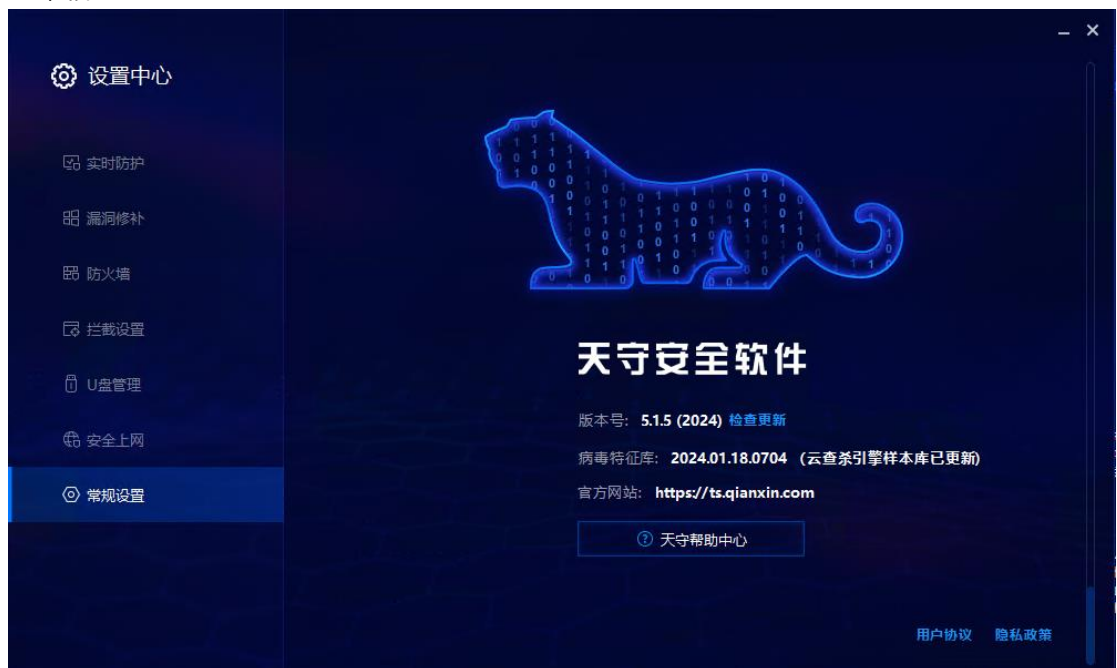 设置中心
实时防护
漏洞修补
防火墙
拦截设置
U盘管理
安全上网
常规设置
天守安全软件
版本号: 5.1.5 (2024) 检查更新
病毒特征库: 2024.01.18.0704 (云查杀引擎样本库已更新)
官方网站: https://ts.qianxin.com
天守帮助中心
用户协议 隐私政策